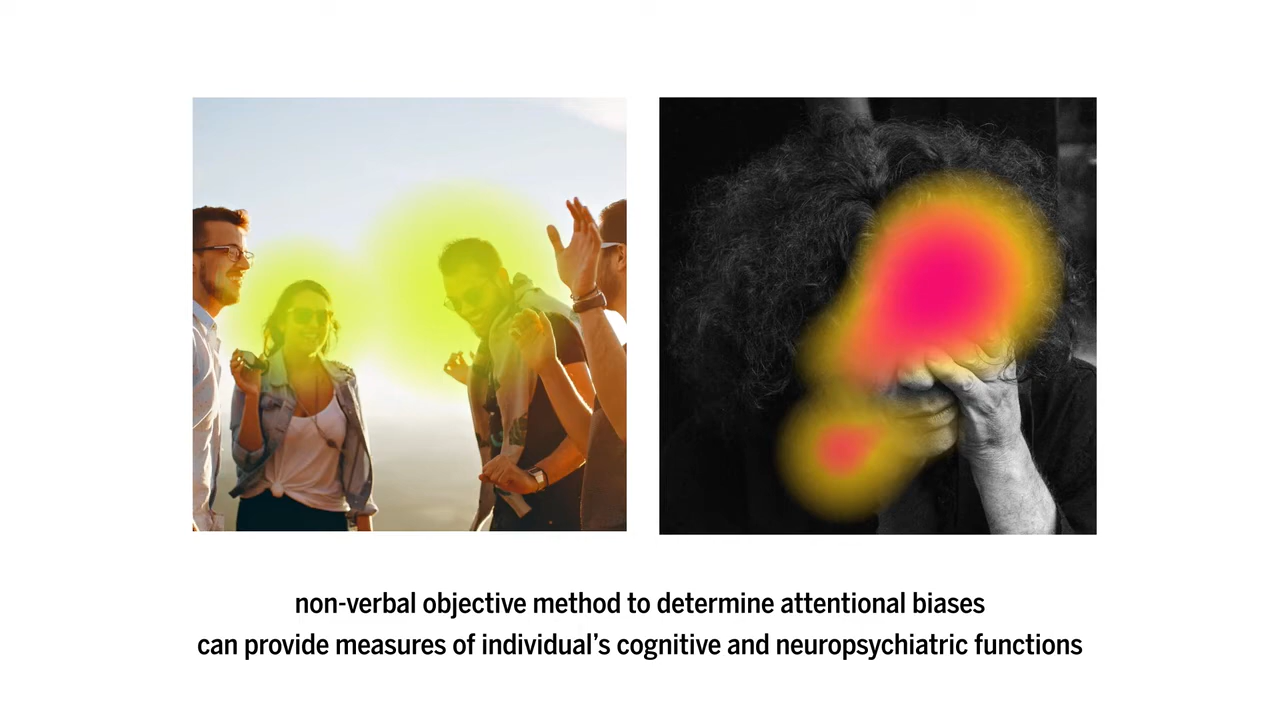 non-verbal objective method to determine attentional biases
can provide measures of individual’s cognitive and neuropsychiatric functions